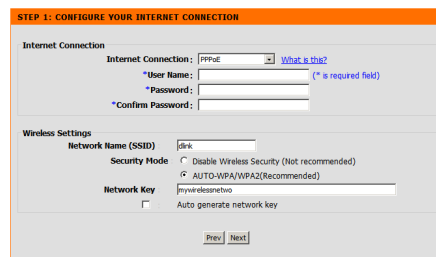 STEP 1: CONFIGURE YOUR INTERNET CONNECTION
Internet Connection
Internet Connection : PPPoE What is this?
*User Name : (* is required field)
*Password :
*Confirm Password :
Wireless Settings
Network Name (SSID) dlink
Security Mode Disable Wireless Security (Not recommended)
AUTO-WPA/WPA2(Recommended)
Network Key mywirelessnetwo
Auto generate network key
Prev Next